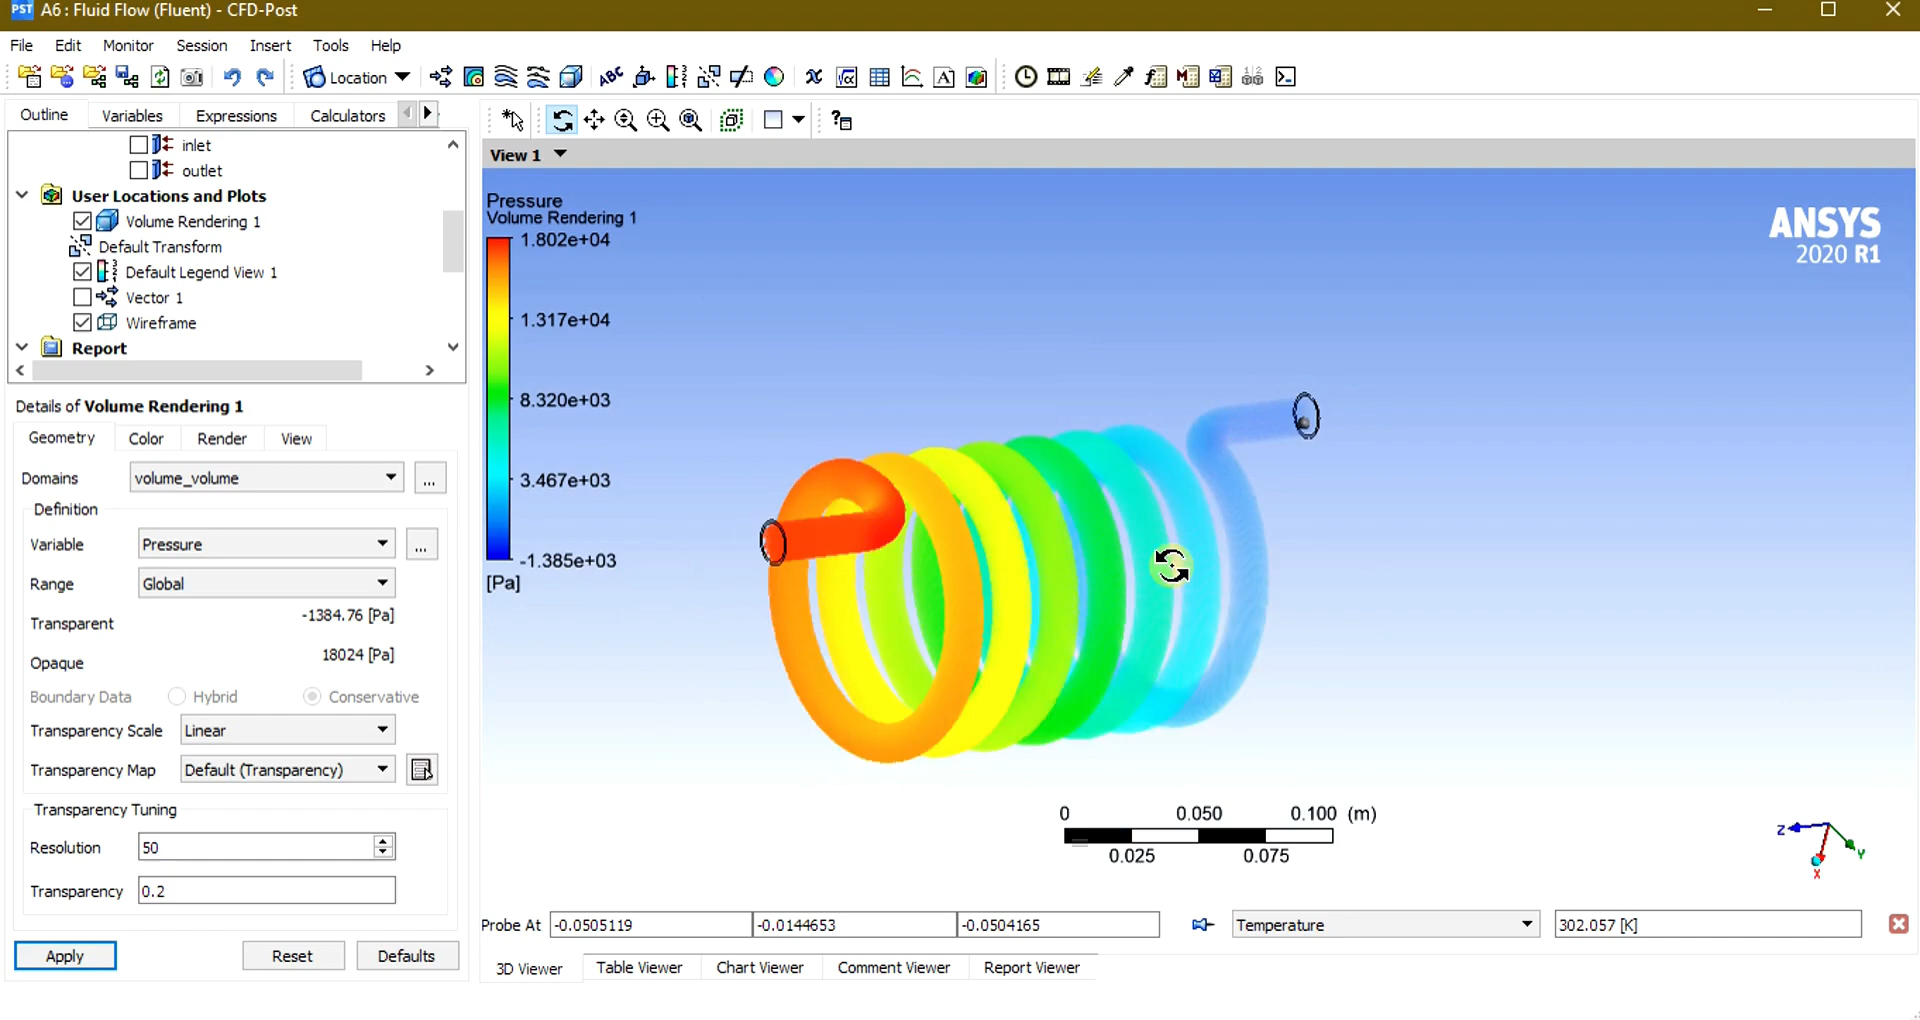 PST A6 : Fluid Flow (Fluent) - CFD-Post
File Edit Monitor Session Insert Tools Help
Location
Outline Variables Expressions Calculators
inlet
outlet
User Locations and Plots
Volume Rendering 1
Default Transform
Default Legend View 1
Vector 1
Wireframe
Report
Details of Volume Rendering 1
Geometry Color Render View
Domains volume_volume ...
Definition
Variable Pressure ...
Range Global
Transparent -1384.76 [Pa]
Opaque 18024 [Pa]
Boundary Data Hybrid Conservative
Transparency Scale Linear
Transparency Map Default (Transparency)
Transparency Tuning
Resolution 50
Transparency 0.2
Apply Reset Defaults
View 1
Pressure
Volume Rendering 1
1.802e+04
1.317e+04
8.320e+03
3.467e+03
-1.385e+03
[Pa]
ANSYS
2020 R1
0 0.050 0.100 (m)
0.025 0.075
Z
Y
X
Probe At -0.0505119 -0.0144653 -0.0504165 Temperature 302.057 [K]
3D Viewer Table Viewer Chart Viewer Comment Viewer Report Viewer